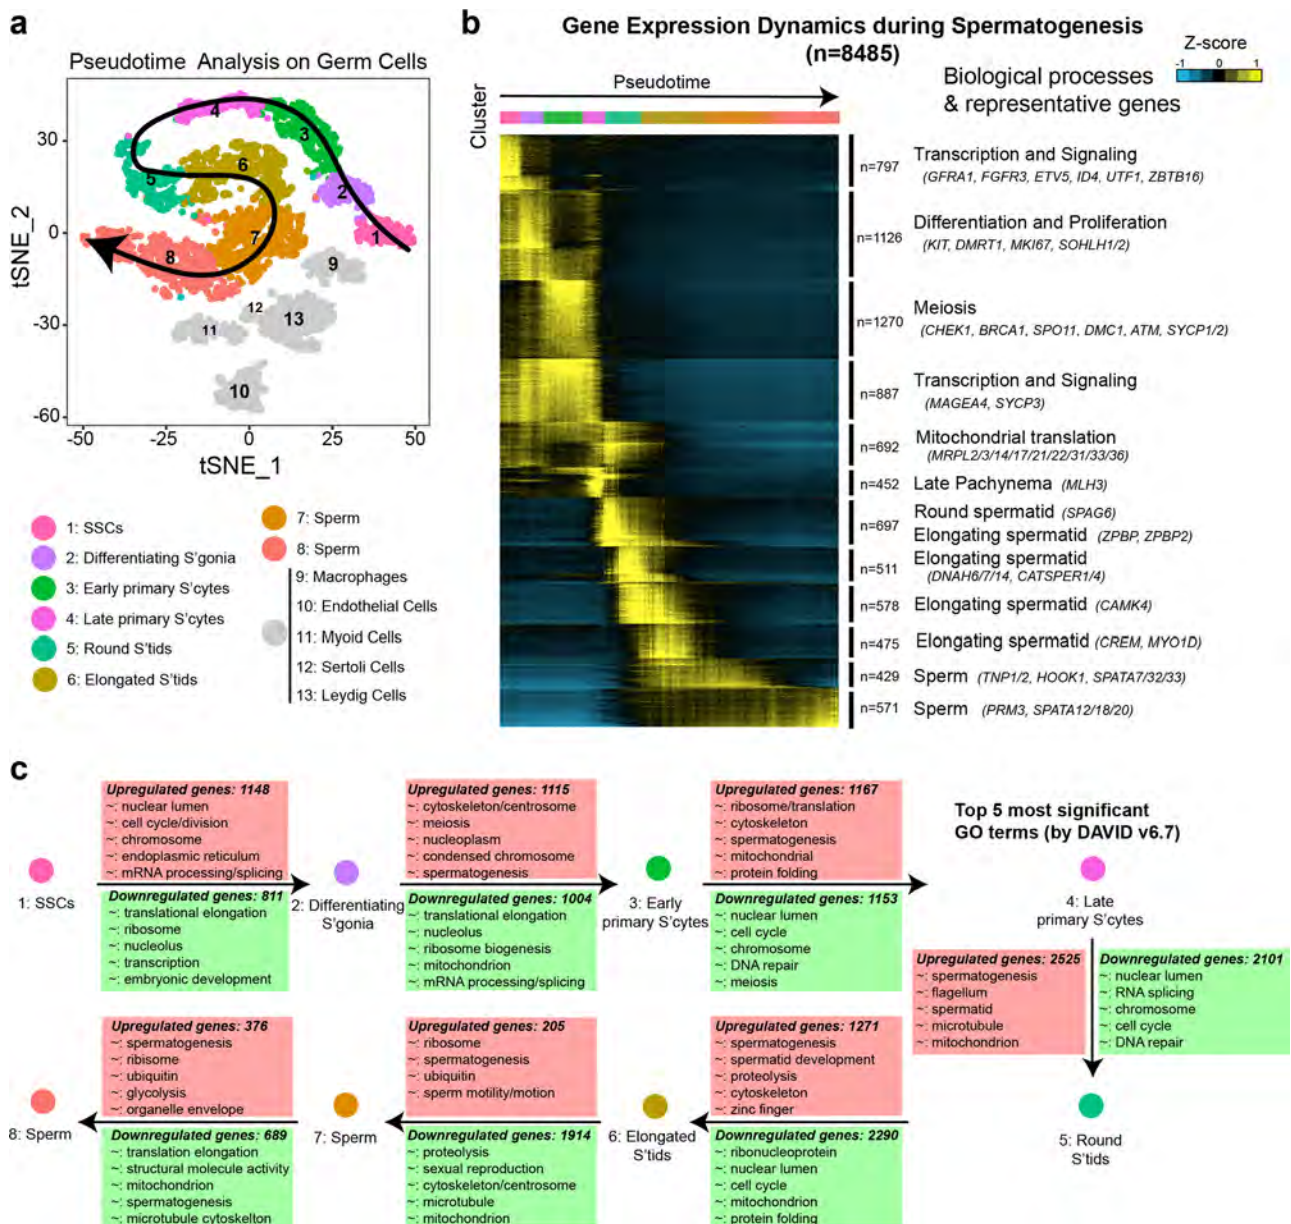 a
Pseudotime Analysis on Germ Cells
tSNE_2
30
0
-30
-60
-50
-25
0
25
50
tSNE_1
1
2
3
4
5
6
7
8
9
10
11
12
13
1: SSCs
2: Differentiating S'gonia
3: Early primary S'cytes
4: Late primary S'cytes
5: Round S'tids
6: Elongated S'tids
7: Sperm
8: Sperm
9: Macrophages
10: Endothelial Cells
11: Myoid Cells
12: Sertoli Cells
13: Leydig Cells
b
Gene Expression Dynamics during Spermatogenesis
(n=8485)
Z-score
-1 0 1
Cluster
Pseudotime
Biological processes
& representative genes
n=797
Transcription and Signaling
(GFRA1, FGFR3, ETV5, ID4, UTF1, ZBTB16)
n=1126
Differentiation and Proliferation
(KIT, DMRT1, MKI67, SOHLH1/2)
n=1270
Meiosis
(CHEK1, BRCA1, SPO11, DMC1, ATM, SYCP1/2)
n=887
Transcription and Signaling
(MAGEA4, SYCP3)
n=692
Mitochondrial translation
(MRPL2/3/14/17/21/22/31/33/36)
n=452
Late Pachynema (MLH3)
n=697
Round spermatid (SPAG6)
Elongating spermatid (ZPBP, ZPBP2)
n=511
Elongating spermatid
(DNAH6/7/14, CATSPER1/4)
n=578
Elongating spermatid (CAMK4)
n=475
Elongating spermatid (CREM, MYO1D)
n=429
Sperm (TNP1/2, HOOK1, SPATA7/32/33)
n=571
Sperm (PRM3, SPATA12/18/20)
c
1: SSCs
Upregulated genes: 1148
~: nuclear lumen
~: cell cycle/division
~: chromosome
~: endoplasmic reticulum
~: mRNA processing/splicing
Downregulated genes: 811
~: translational elongation
~: ribosome
~: nucleolus
~: transcription
~: embryonic development
2: Differentiating
S'gonia
Upregulated genes: 1115
~: cytoskeleton/centrosome
~: meiosis
~: nucleoplasm
~: condensed chromosome
~: spermatogenesis
Downregulated genes: 1004
~: translational elongation
~: nucleolus
~: ribosome biogenesis
~: mitochondrion
~: mRNA processing/splicing
3: Early
primary S'cytes
Upregulated genes: 1167
~: ribosome/translation
~: cytoskeleton
~: spermatogenesis
~: mitochondrial
~: protein folding
Downregulated genes: 1153
~: nuclear lumen
~: cell cycle
~: chromosome
~: DNA repair
~: meiosis
Top 5 most significant
GO terms (by DAVID v6.7)
4: Late
primary S'cytes
Upregulated genes: 2525
~: spermatogenesis
~: flagellum
~: spermatid
~: microtubule
~: mitochondrion
Downregulated genes: 2101
~: nuclear lumen
~: RNA splicing
~: chromosome
~: cell cycle
~: DNA repair
5: Round
S'tids
Upregulated genes: 1271
~: spermatogenesis
~: spermatid development
~: proteolysis
~: cytoskeleton
~: zinc finger
Downregulated genes: 2290
~: ribonucleoprotein
~: nuclear lumen
~: cell cycle
~: mitochondrion
~: protein folding
6: Elongated
S'tids
Upregulated genes: 205
~: ribosome
~: spermatogenesis
~: ubiquitin
~: sperm motility/motion
Downregulated genes: 1914
~: proteolysis
~: sexual reproduction
~: cytoskeleton/centrosome
~: microtubule
~: mitochondrion
7: Sperm
Upregulated genes: 376
~: spermatogenesis
~: ribisome
~: ubiquitin
~: glycolysis
~: organelle envelope
Downregulated genes: 689
~: translation elongation
~: structural molecule activity
~: mitochondrion
~: spermatogenesis
~: microtubule cytoskelton
8: Sperm